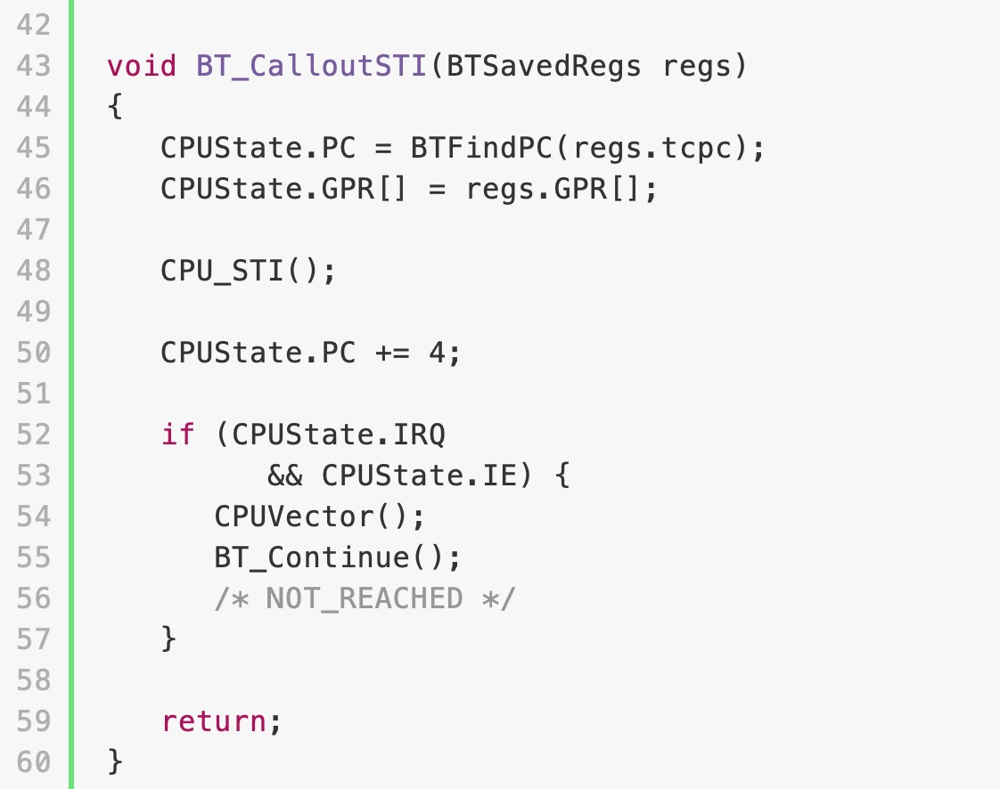 42
43 void BT_CalloutSTI(BTSavedRegs regs)
44 {
45 CPUState.PC = BTFindPC(regs.tcpc);
46 CPUState.GPR[] = regs.GPR[];
47
48 CPU_STI();
49
50 CPUState.PC += 4;
51
52 if (CPUState.IRQ
53 && CPUState.IE) {
54 CPUVector();
55 BT_Continue();
56 /* NOT_REACHED */
57 }
58
59 return;
60 }